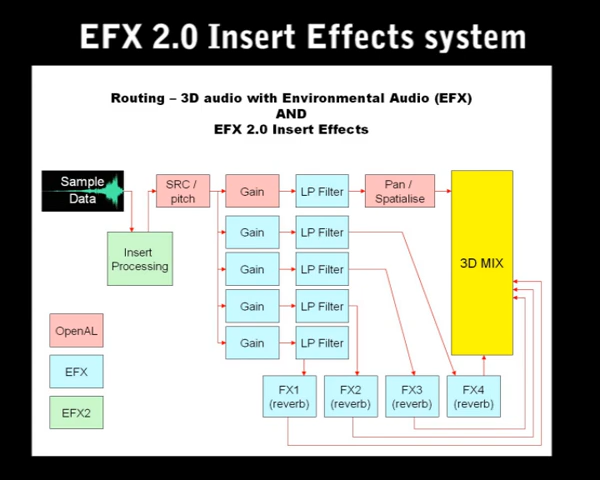 EFX 2.0 Insert Effects system
Routing – 3D audio with Environmental Audio (EFX)
AND
EFX 2.0 Insert Effects
Sample
Data
SRC /
pitch
Gain
LP Filter
Pan /
Spatialise
Insert
Processing
Gain
LP Filter
3D MIX
Gain
LP Filter
Gain
LP Filter
Gain
LP Filter
OpenAL
EFX
EFX2
FX1
(reverb)
FX2
(reverb)
FX3
(reverb)
FX4
(reverb)